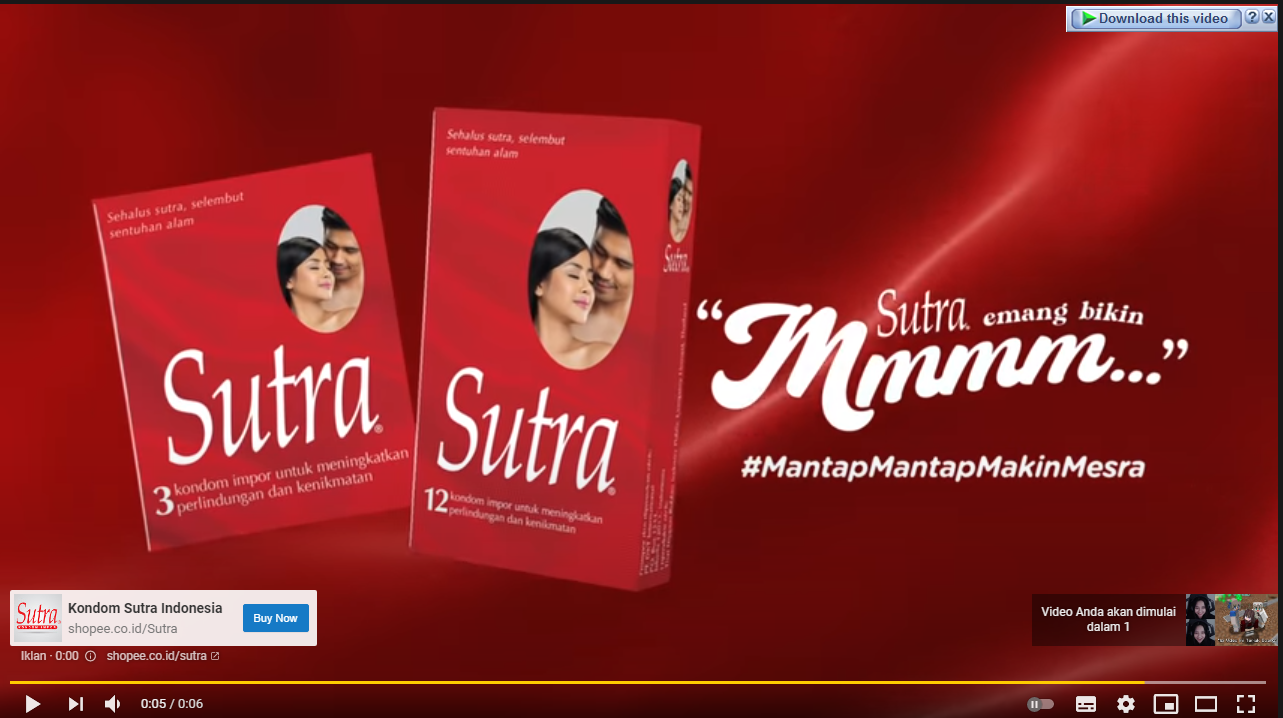 Download this video
Sehalus sutra, selembut
sentuhan alam
Sutra®
3 kondom impor untuk meningkatkan
perlindungan dan kenikmatan
Sehalus sutra, selembut
sentuhan alam
Sutra®
12 kondom impor untuk meningkatkan
perlindungan dan kenikmatan
Sutra®
“Sutra® emang bikin
Mmmm...”
#MantapMantapMakinMesra
Sutra
Kondom Sutra Indonesia
shopee.co.id/Sutra
Buy Now
Video Anda akan dimulai
dalam 1
Iklan · 0:00
shopee.co.id/sutra
0:05 / 0:06